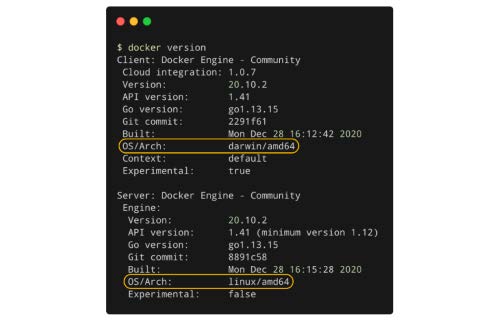 $ docker version
Client: Docker Engine - Community
Cloud integration: 1.0.7
Version: 20.10.2
API version: 1.41
Go version: go1.13.15
Git commit: 2291f61
Built: Mon Dec 28 16:12:42 2020
OS/Arch: darwin/amd64
Context: default
Experimental: true
Server: Docker Engine - Community
Engine:
Version: 20.10.2
API version: 1.41 (minimum version 1.12)
Go version: go1.13.15
Git commit: 8891c58
Built: Mon Dec 28 16:15:28 2020
OS/Arch: linux/amd64
Experimental: false